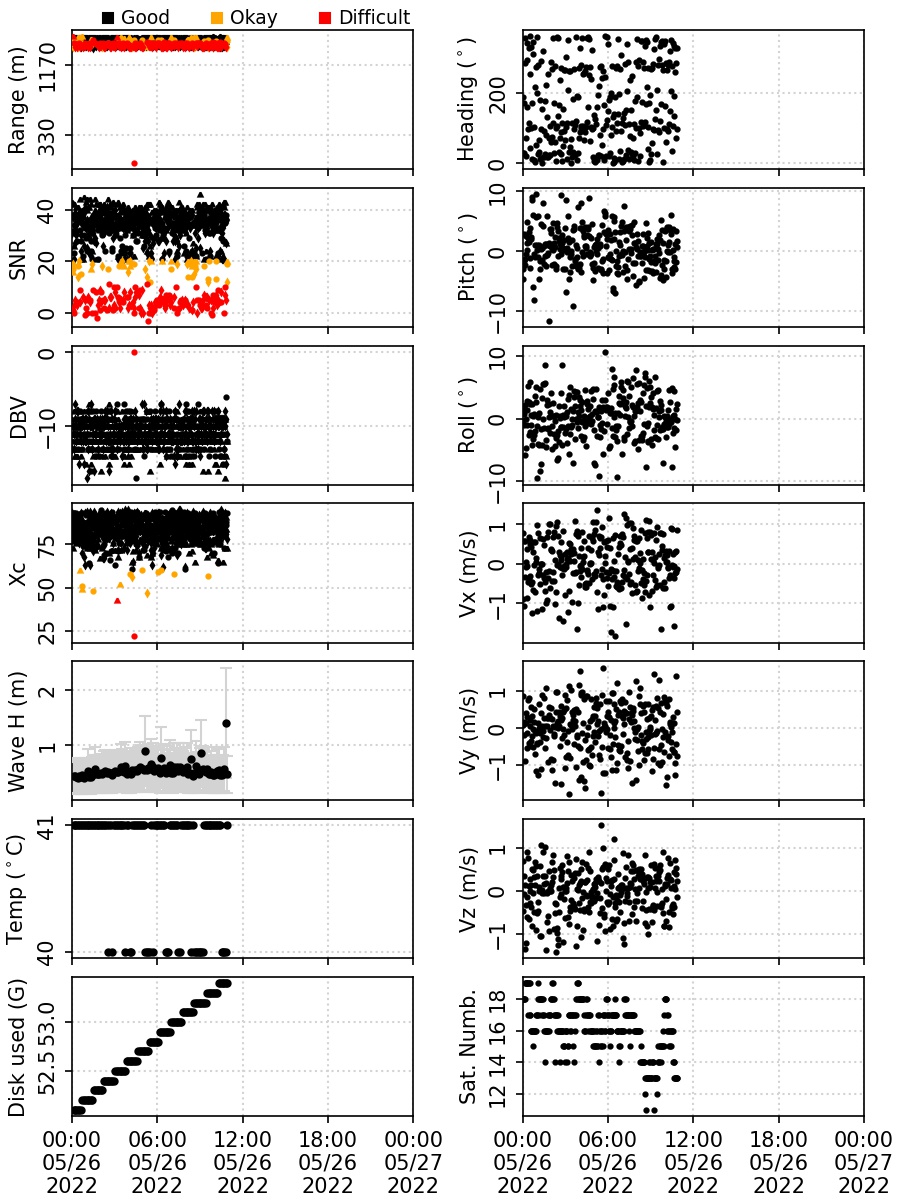 Good Okay Difficult
Range (m)
1170
330
Heading (°)
200
0
SNR
40
20
0
Pitch (°)
10
0
−10
DBV
0
−10
Roll (°)
10
0
−10
Xc
75
50
25
Vx (m/s)
1
0
−1
Wave H (m)
2
1
Vy (m/s)
1
0
−1
Temp (°C)
41
40
Vz (m/s)
1
0
−1
Disk used (G)
53.0
52.5
Sat. Numb.
18
16
14
12
00:00 06:00 12:00 18:00 00:00
05/26 05/26 05/26 05/26 05/27
2022 2022 2022 2022 2022
00:00 06:00 12:00 18:00 00:00
05/26 05/26 05/26 05/26 05/27
2022 2022 2022 2022 2022